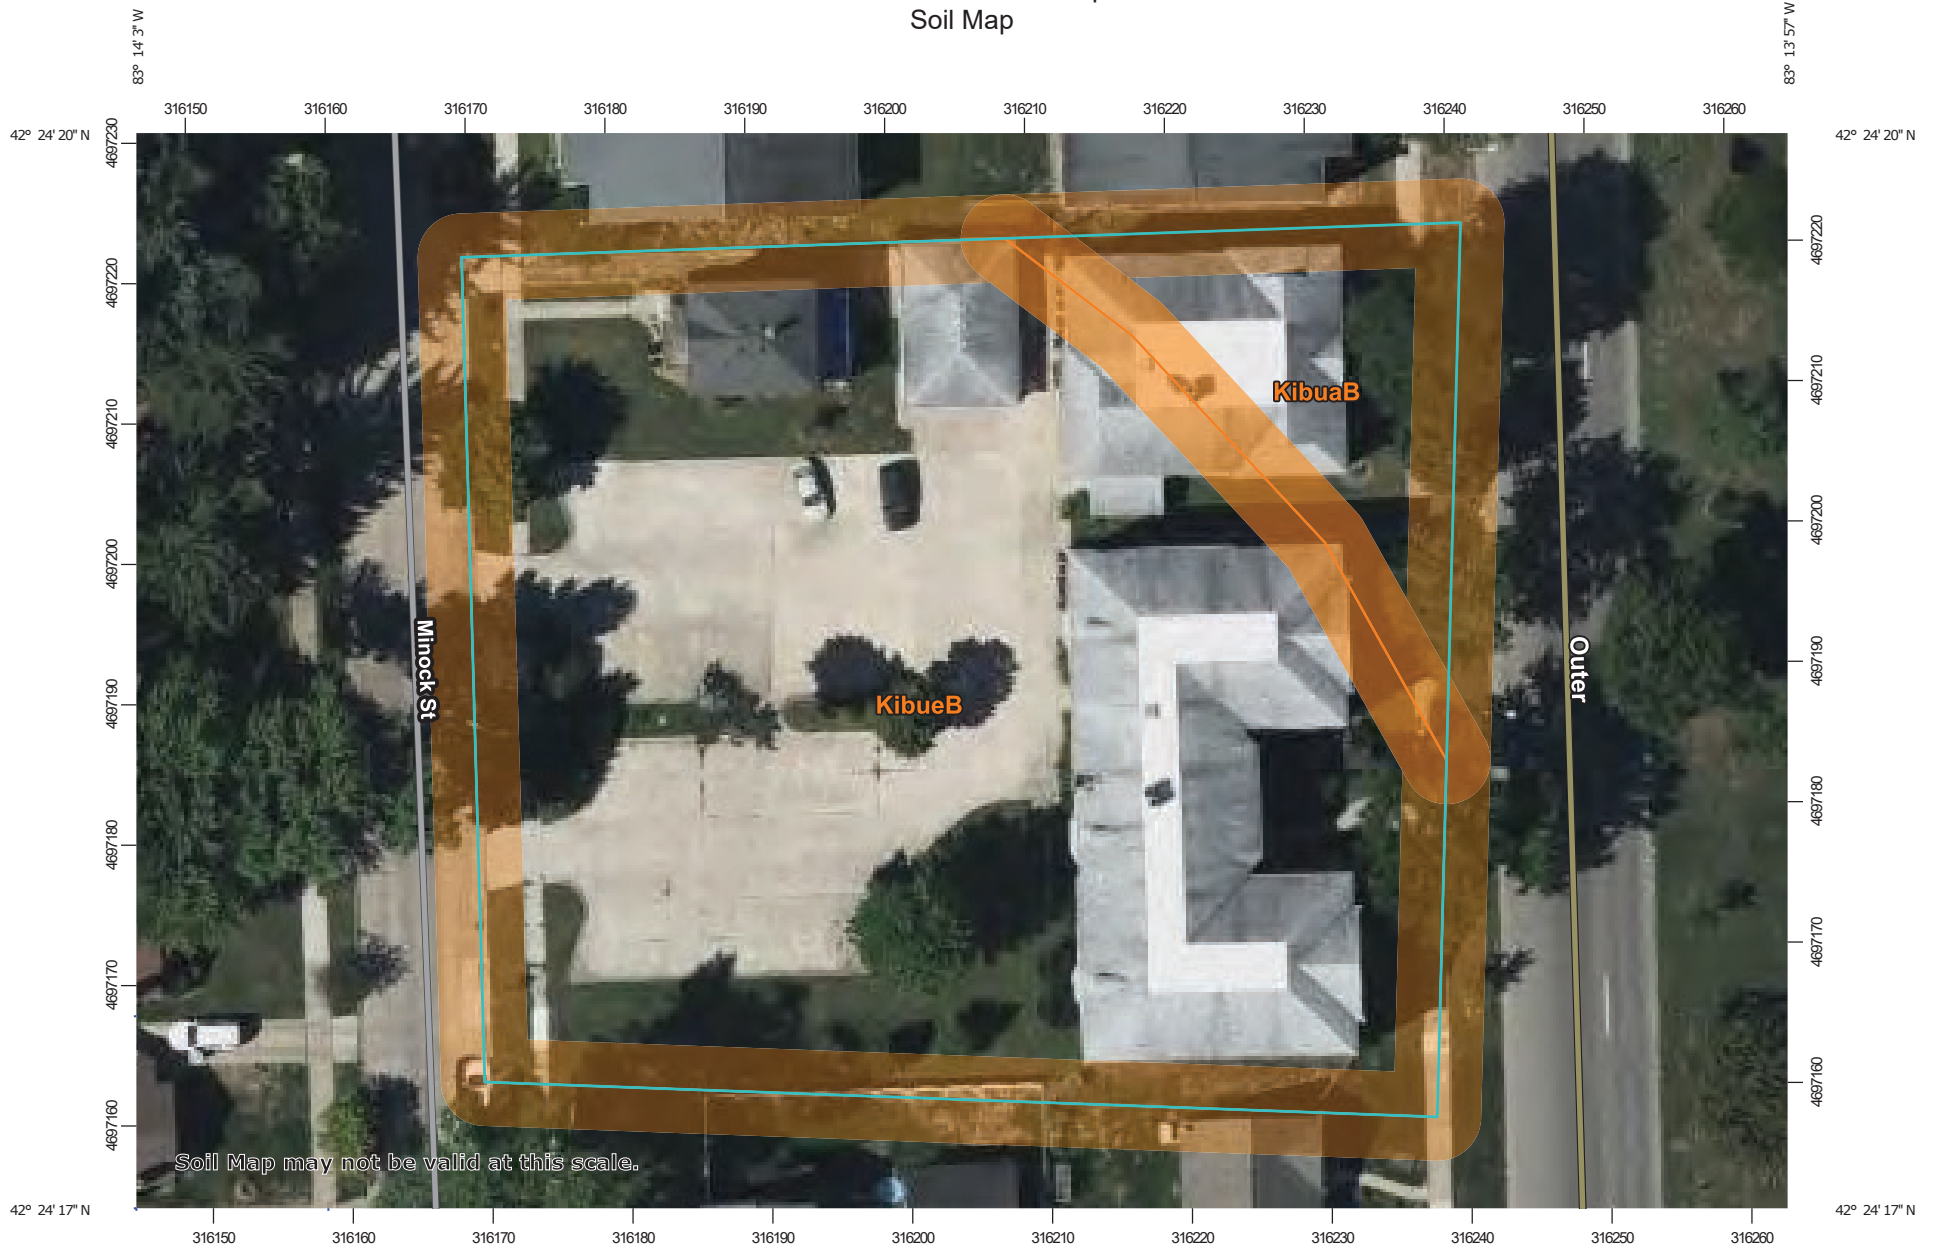 Soil Map
83° 14' 3" W
83° 13' 57" W
316150 316160 316170 316180 316190 316200 316210 316220 316230 316240 316250 316260
42° 24' 20" N
42° 24' 20" N
4697230
4697220
4697210
4697200
4697190
4697180
4697170
4697160
4697220
4697210
4697200
4697190
4697180
4697170
4697160
KibuaB
Minock St
Outer
KibueB
Soil Map may not be valid at this scale.
42° 24' 17" N
42° 24' 17" N
316150 316160 316170 316180 316190 316200 316210 316220 316230 316240 316250 316260